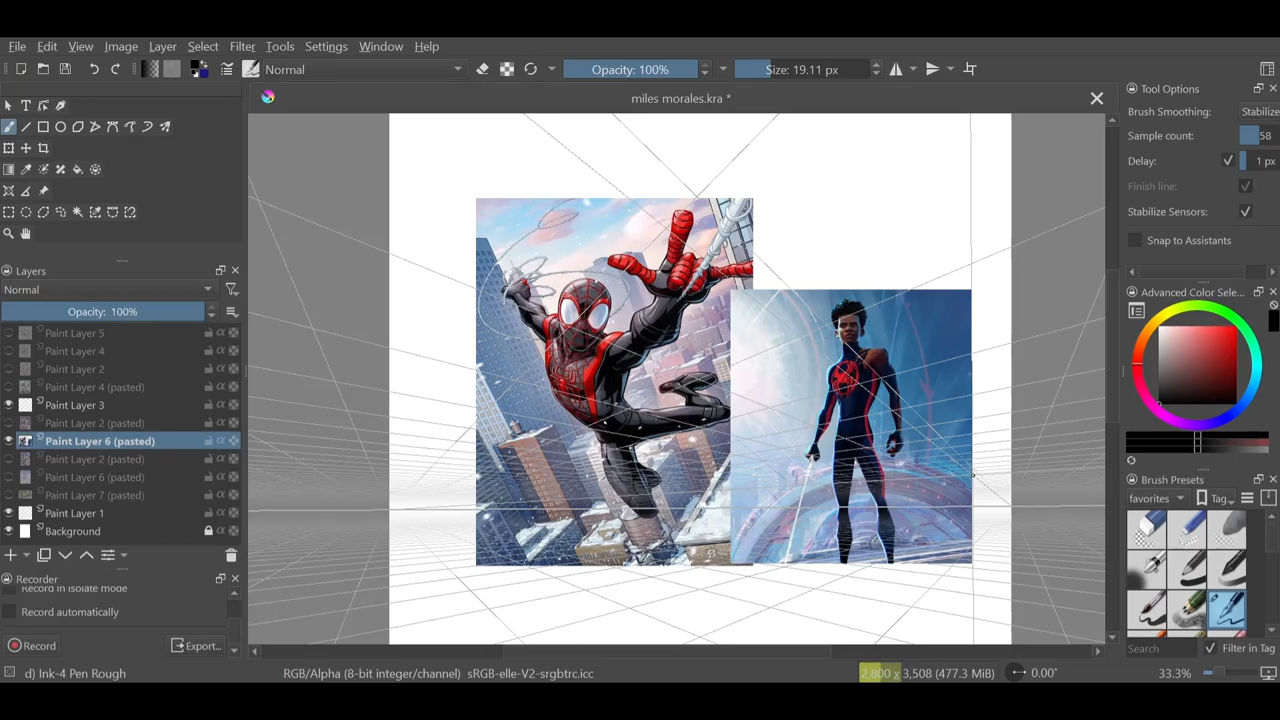 File Edit View Image Layer Select Filter Tools Settings Window Help
Normal Opacity: 100% Size: 19.11 px
miles morales.kra *
Tool Options
Brush Smoothing: Stabilize
Sample count: 58
Delay: 1 px
Finish line:
Stabilize Sensors:
Snap to Assistants
Layers
Normal
Opacity: 100%
Paint Layer 5
Paint Layer 4
Paint Layer 2
Paint Layer 4 (pasted)
Paint Layer 3
Paint Layer 2 (pasted)
Paint Layer 6 (pasted)
Paint Layer 2 (pasted)
Paint Layer 6 (pasted)
Paint Layer 7 (pasted)
Paint Layer 1
Background
Recorder
Record in isolate mode
Record automatically
Record Export...
Advanced Color Sele...
Brush Presets
favorites Tag
Search Filter in Tag
d) Ink-4 Pen Rough RGB/Alpha (8-bit integer/channel) sRGB-elle-V2-srgbtrc.icc 2,800 x 3,508 (477.3 MiB) 0.00° 33.3%